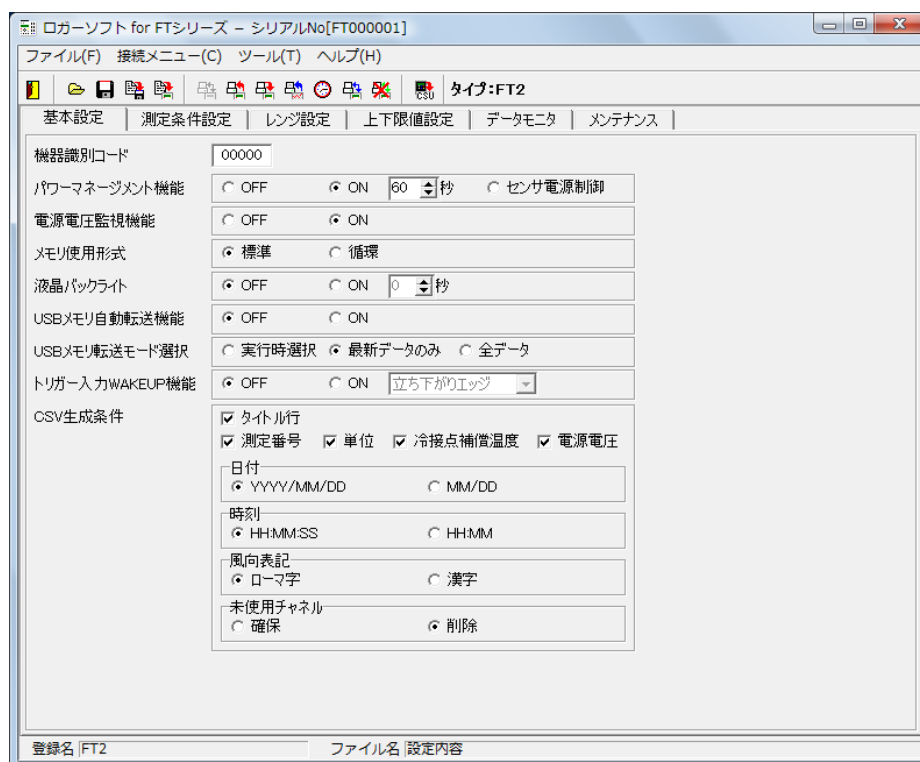 ロガーソフト for FTシリーズ － シリアルNo[FT000001]
ファイル(F) 接続メニュー(C) ツール(T) ヘルプ(H)
CSU タイプ:FT2
基本設定 測定条件設定 レンジ設定 上下限値設定 データモニタ メンテナンス
機器識別コード 00000
パワーマネージメント機能 OFF ON 60 秒 センサ電源制御
電源電圧監視機能 OFF ON
メモリ使用形式 標準 循環
液晶バックライト OFF ON 0 秒
USBメモリ自動転送機能 OFF ON
USBメモリ転送モード選択 実行時選択 最新データのみ 全データ
トリガー入力WAKEUP機能 OFF ON 立ち下がりエッジ
CSV生成条件 タイトル行
測定番号 単位 冷接点補償温度 電源電圧
日付
YYYY/MM/DD MM/DD
時刻
HH:MM:SS HH:MM
風向表記
ローマ字 漢字
未使用チャネル
確保 削除
登録名 FT2 ファイル名 設定内容